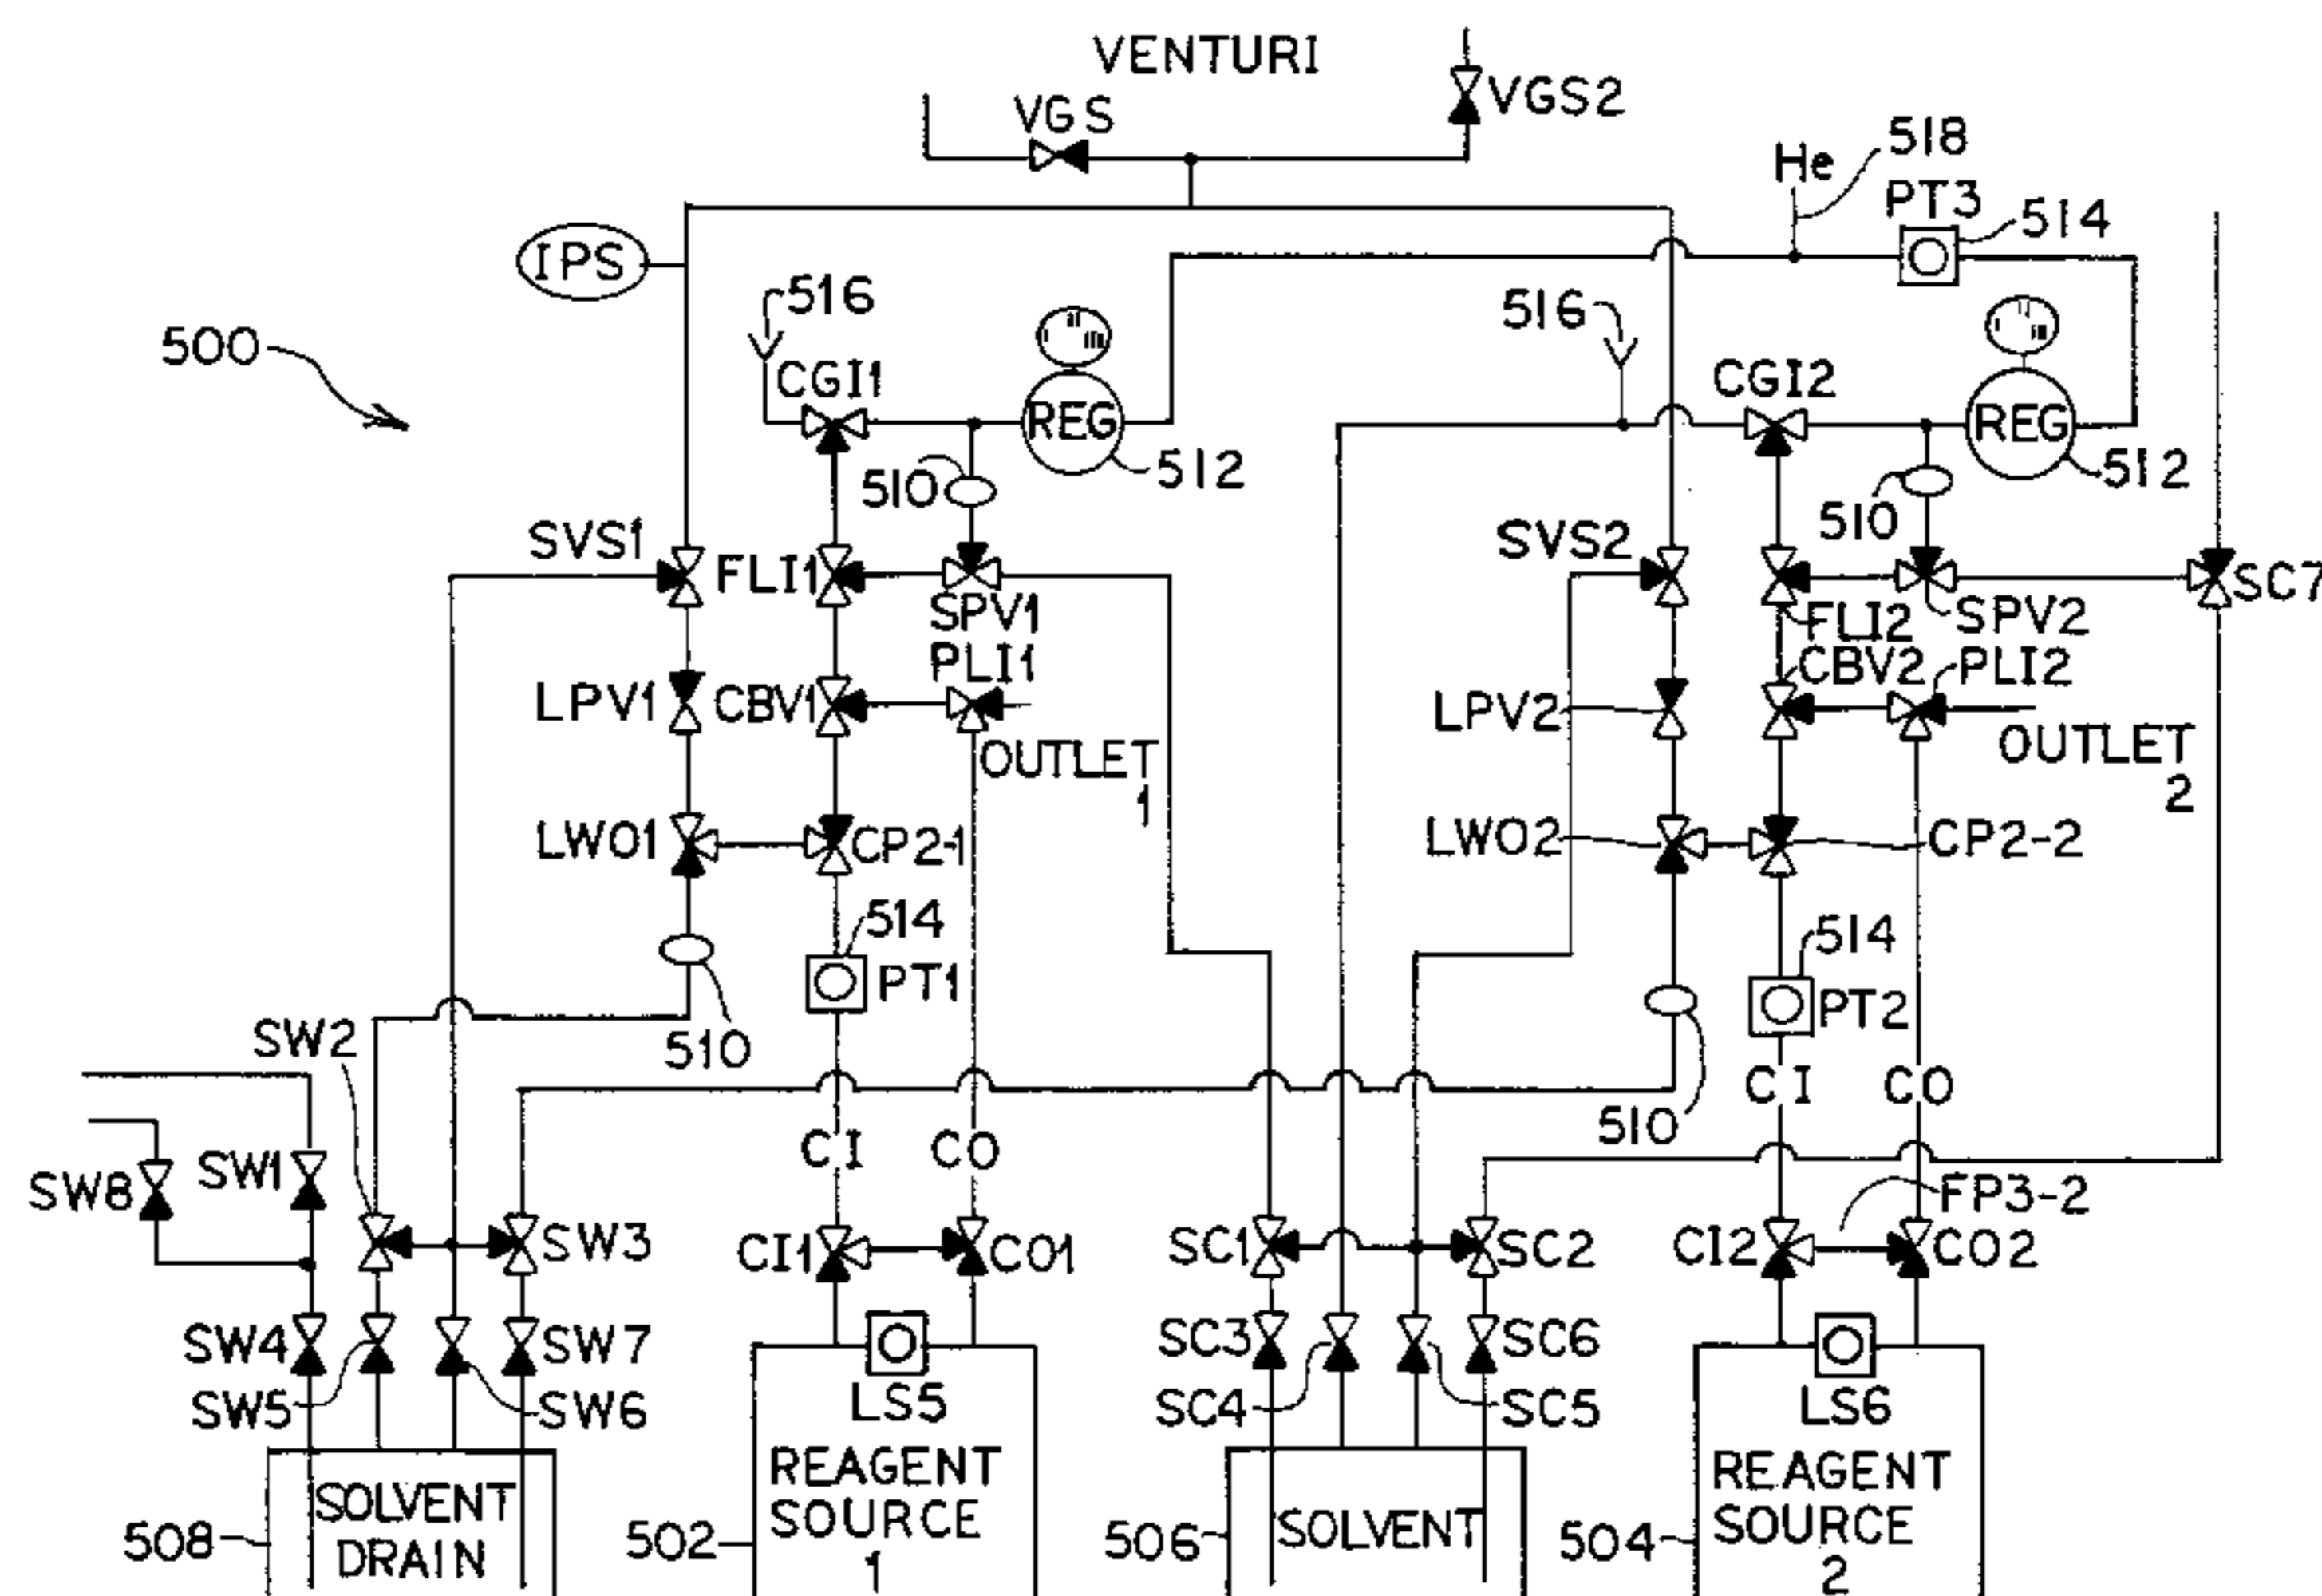 VENTURI
VGS
VGS2
518
He
PT3
514
IPS
516
516
500
CGI1
CGI2
REG
REG
512
512
510
510
SVS1
FLI1
SPV1
SVS2
FLI2
SPV2
SC7
PLI1
CBV2
PLI2
LPV1
CBV1
LPV2
OUTLET
1
OUTLET
2
LWO1
CP2-1
LWO2
CP2-2
514
PT1
514
PT2
SW2
510
510
CI
CO
CI
CO
SW8
SW1
FP3-2
SW3
CI1
CO1
SC1
SC2
CI2
CO2
SW4
SW7
SC3
SC6
SW5
SW6
LS5
SC4
SC5
LS6
SOLVENT
DRAIN
508
REAGENT
SOURCE
1
502
SOLVENT
506
REAGENT
SOURCE
2
504